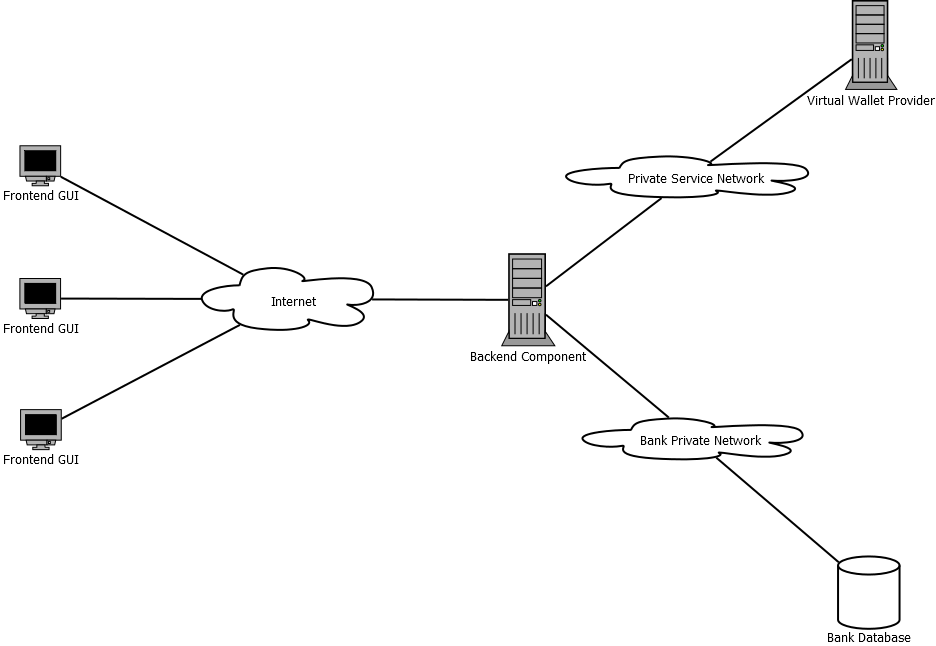 Virtual Wallet Provider
Private Service Network
Frontend GUI
Internet
Frontend GUI
Backend Component
Bank Private Network
Frontend GUI
Bank Database